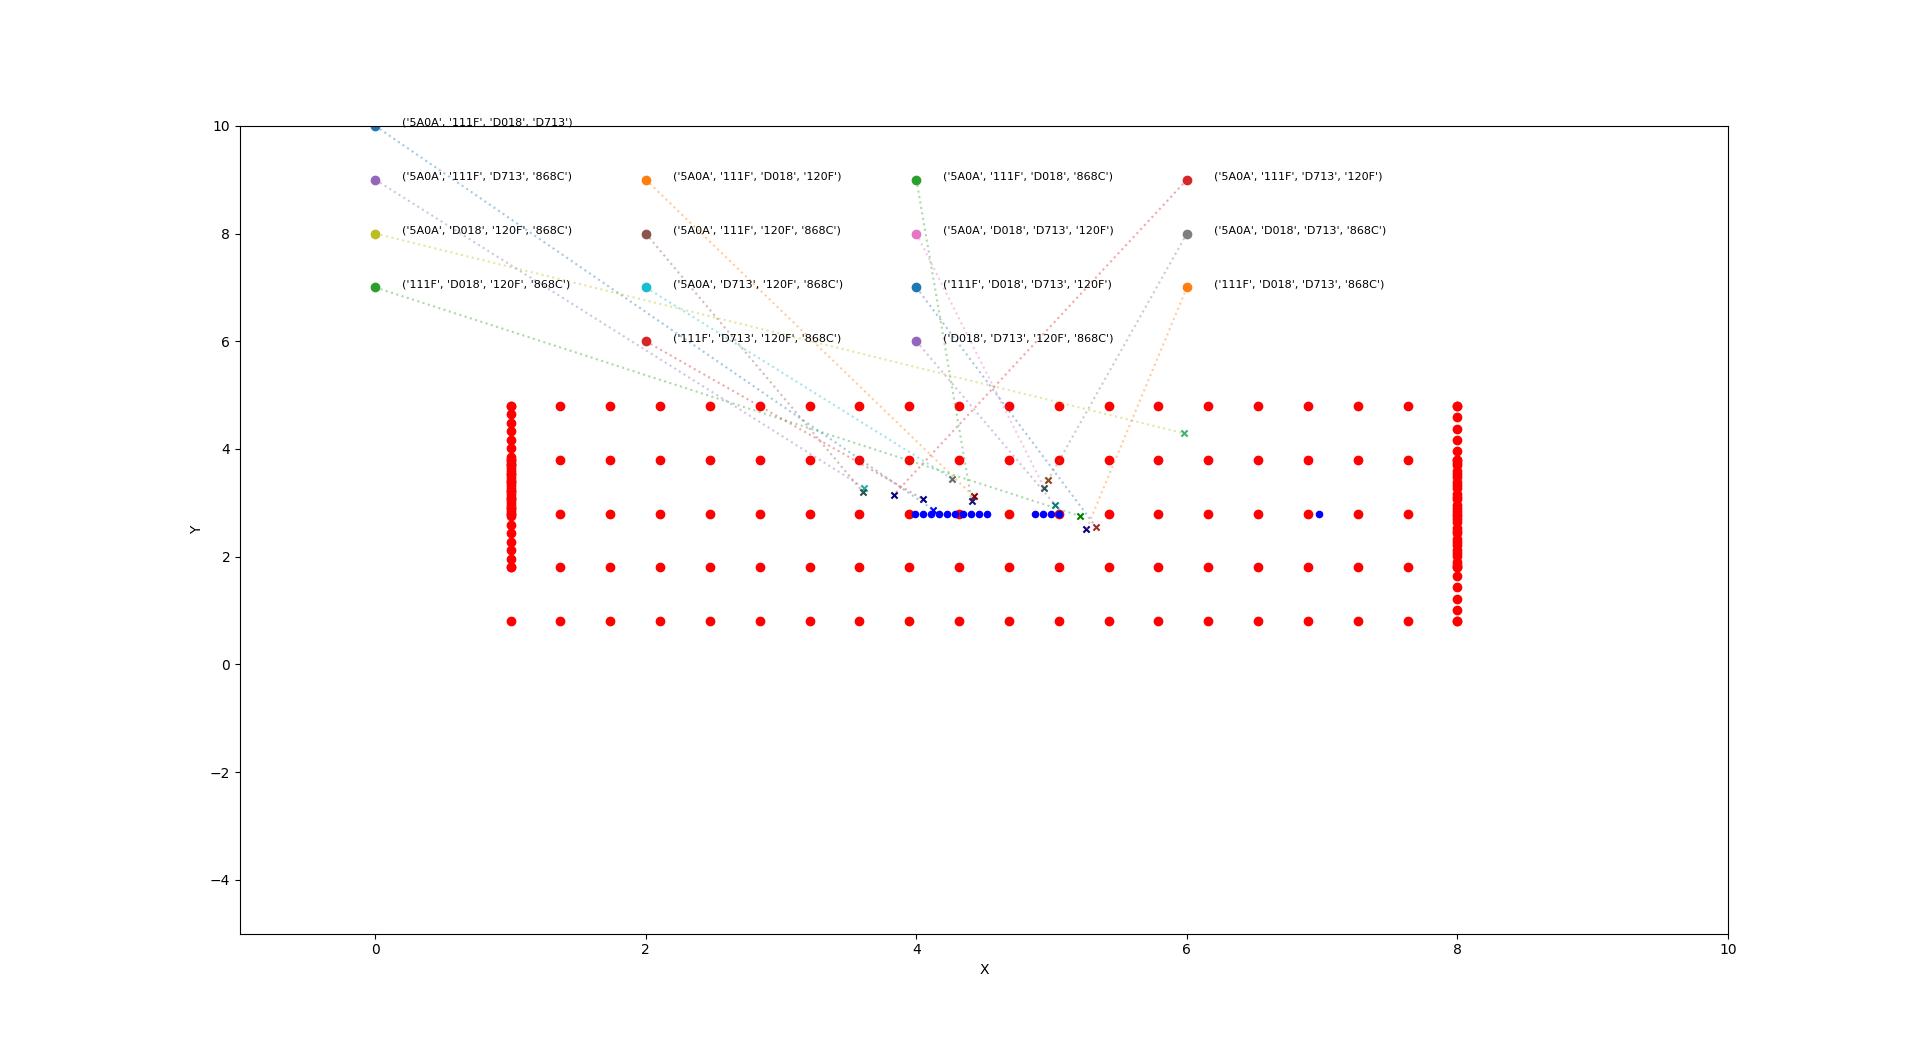 ('5A0A', '111F', 'D018', 'D713')
('5A0A', '111F', 'D713', '868C')
('5A0A', '111F', 'D018', '120F')
('5A0A', '111F', 'D018', '868C')
('5A0A', '111F', 'D713', '120F')
('5A0A', 'D018', '120F', '868C')
('5A0A', '111F', '120F', '868C')
('5A0A', 'D018', 'D713', '120F')
('5A0A', 'D018', 'D713', '868C')
('111F', 'D018', '120F', '868C')
('5A0A', 'D713', '120F', '868C')
('111F', 'D018', 'D713', '120F')
('111F', 'D018', 'D713', '868C')
('111F', 'D713', '120F', '868C')
('D018', 'D713', '120F', '868C')
10
8
6
4
2
0
−2
−4
Y
0 2 4 6 8 10
X